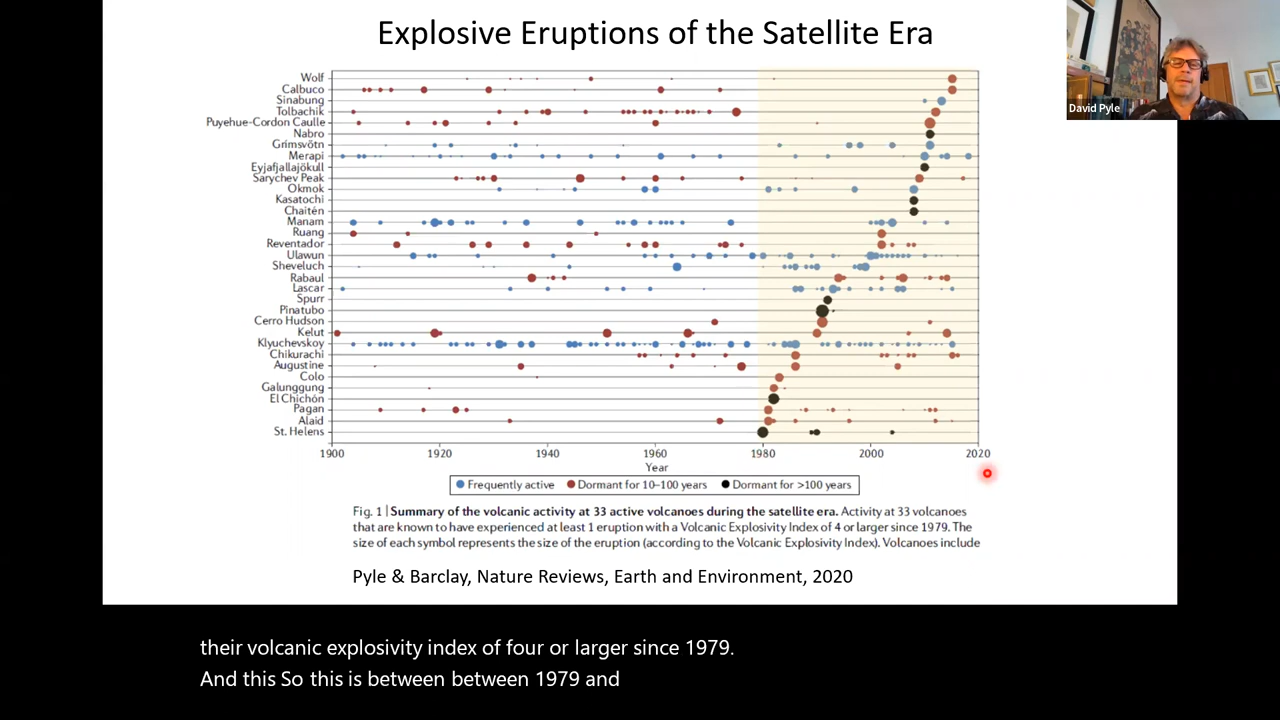 Explosive Eruptions of the Satellite Era
David Pyle
Wolf
Calbuco
Sinabung
Tolbachik
Puyehue-Cordon Caulle
Nabro
Grímsvötn
Merapi
Eyjafjallajökull
Sarychev Peak
Okmok
Kasatochi
Chaitén
Manam
Ruang
Reventador
Ulawun
Sheveluch
Rabaul
Lascar
Spurr
Pinatubo
Cerro Hudson
Kelut
Klyuchevskoy
Chikurachi
Augustine
Colo
Galunggung
El Chichón
Pagan
Alaid
St. Helens
1900 1920 1940 1960 1980 2000 2020
Year
Frequently active Dormant for 10–100 years Dormant for >100 years
Fig. 1 | Summary of the volcanic activity at 33 active volcanoes during the satellite era. Activity at 33 volcanoes
that are known to have experienced at least 1 eruption with a Volcanic Explosivity Index of 4 or larger since 1979. The
size of each symbol represents the size of the eruption (according to the Volcanic Explosivity Index). Volcanoes include
Pyle & Barclay, Nature Reviews, Earth and Environment, 2020
their volcanic explosivity index of four or larger since 1979.
And this So this is between between 1979 and